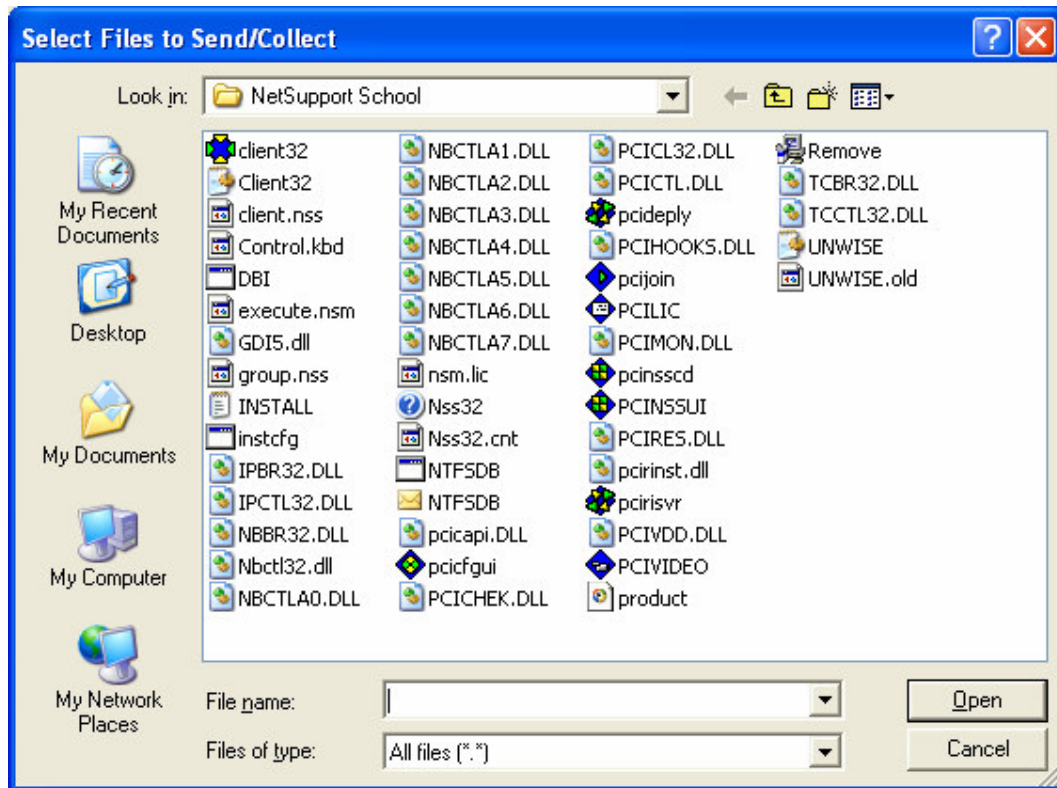 Select Files to Send/Collect
Look in:
NetSupport School
My Recent
Documents
Desktop
My Documents
My Computer
My Network
Places
client32
Client32
client.nss
Control.kbd
DBI
execute.nsm
GDI5.dll
group.nss
INSTALL
instcfg
IPBR32.DLL
IPCTL32.DLL
NBBR32.DLL
Nbctl32.dll
NBCTLA0.DLL
NBCTLA1.DLL
NBCTLA2.DLL
NBCTLA3.DLL
NBCTLA4.DLL
NBCTLA5.DLL
NBCTLA6.DLL
NBCTLA7.DLL
nsm.lic
Nss32
Nss32.cnt
NTFSDB
NTFSDB
pcicapi.DLL
pcicfgui
PCICHEK.DLL
PCICL32.DLL
PCICTL.DLL
pcideply
PCIHOOKS.DLL
pcijoin
PCILIC
PCIMON.DLL
pcinsscd
PCINSSUI
PCIRES.DLL
pcirinst.dll
pcirisvr
PCIVDD.DLL
PCIVIDEO
product
Remove
TCBR32.DLL
TCCTL32.DLL
UNWISE
UNWISE.old
File name:
Open
Files of type:
All files (*.*)
Cancel